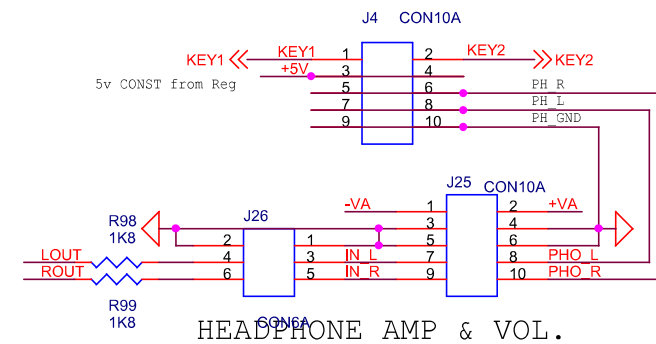 J4 CON10A
KEY1 KEY1 1 2 KEY2 KEY2
+5V 3 4
5v CONST from Reg
5 6 PH_R
7 8 PH_L
9 10 PH_GND
J25 CON10A
-VA 1 2 +VA
R98
1K8
J26
3 4
2 1 5 6
LOUT 4 3 IN_L 7 8 PHO_L
ROUT 6 5 IN_R 9 10 PHO_R
R99
1K8
CON6A
HEADPHONE AMP & VOL.